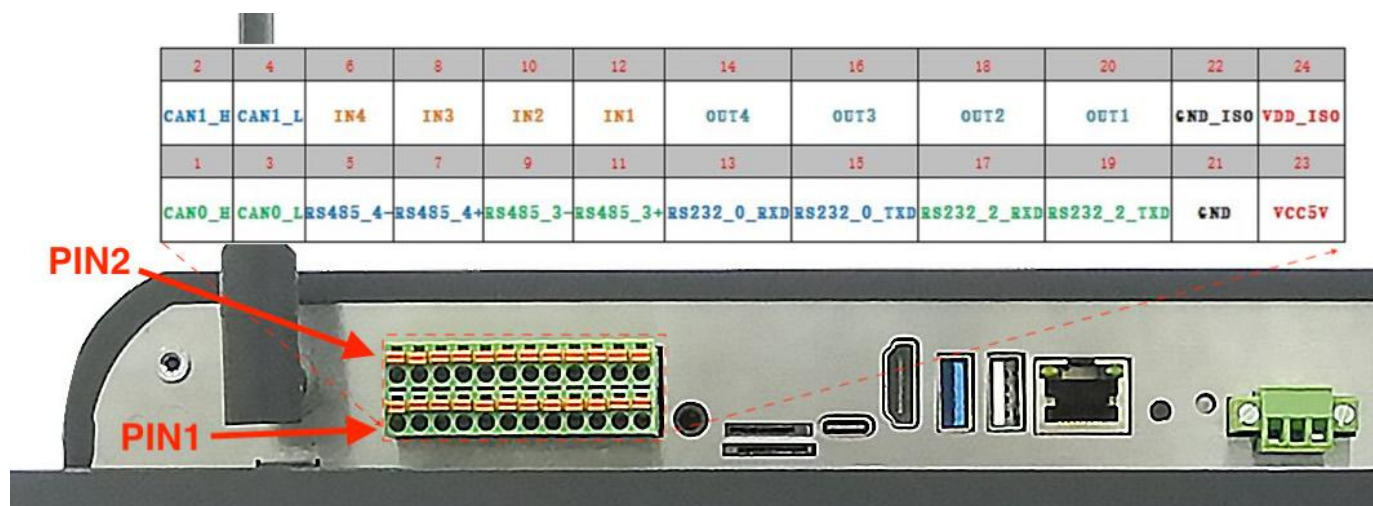 2 4 6 8 10 12 14 16 18 20 22 24
CAN1_H CAN1_L IN4 IN3 IN2 IN1 OUT4 OUT3 OUT2 OUT1 GND_ISO VDD_ISO
1 3 5 7 9 11 13 15 17 19 21 23
CAN0_H CAN0_L RS485_4- RS485_4+ RS485_3- RS485_3+ RS232_0_RXD RS232_0_TXD RS232_2_RXD RS232_2_TXD GND VCC5V
PIN2
PIN1